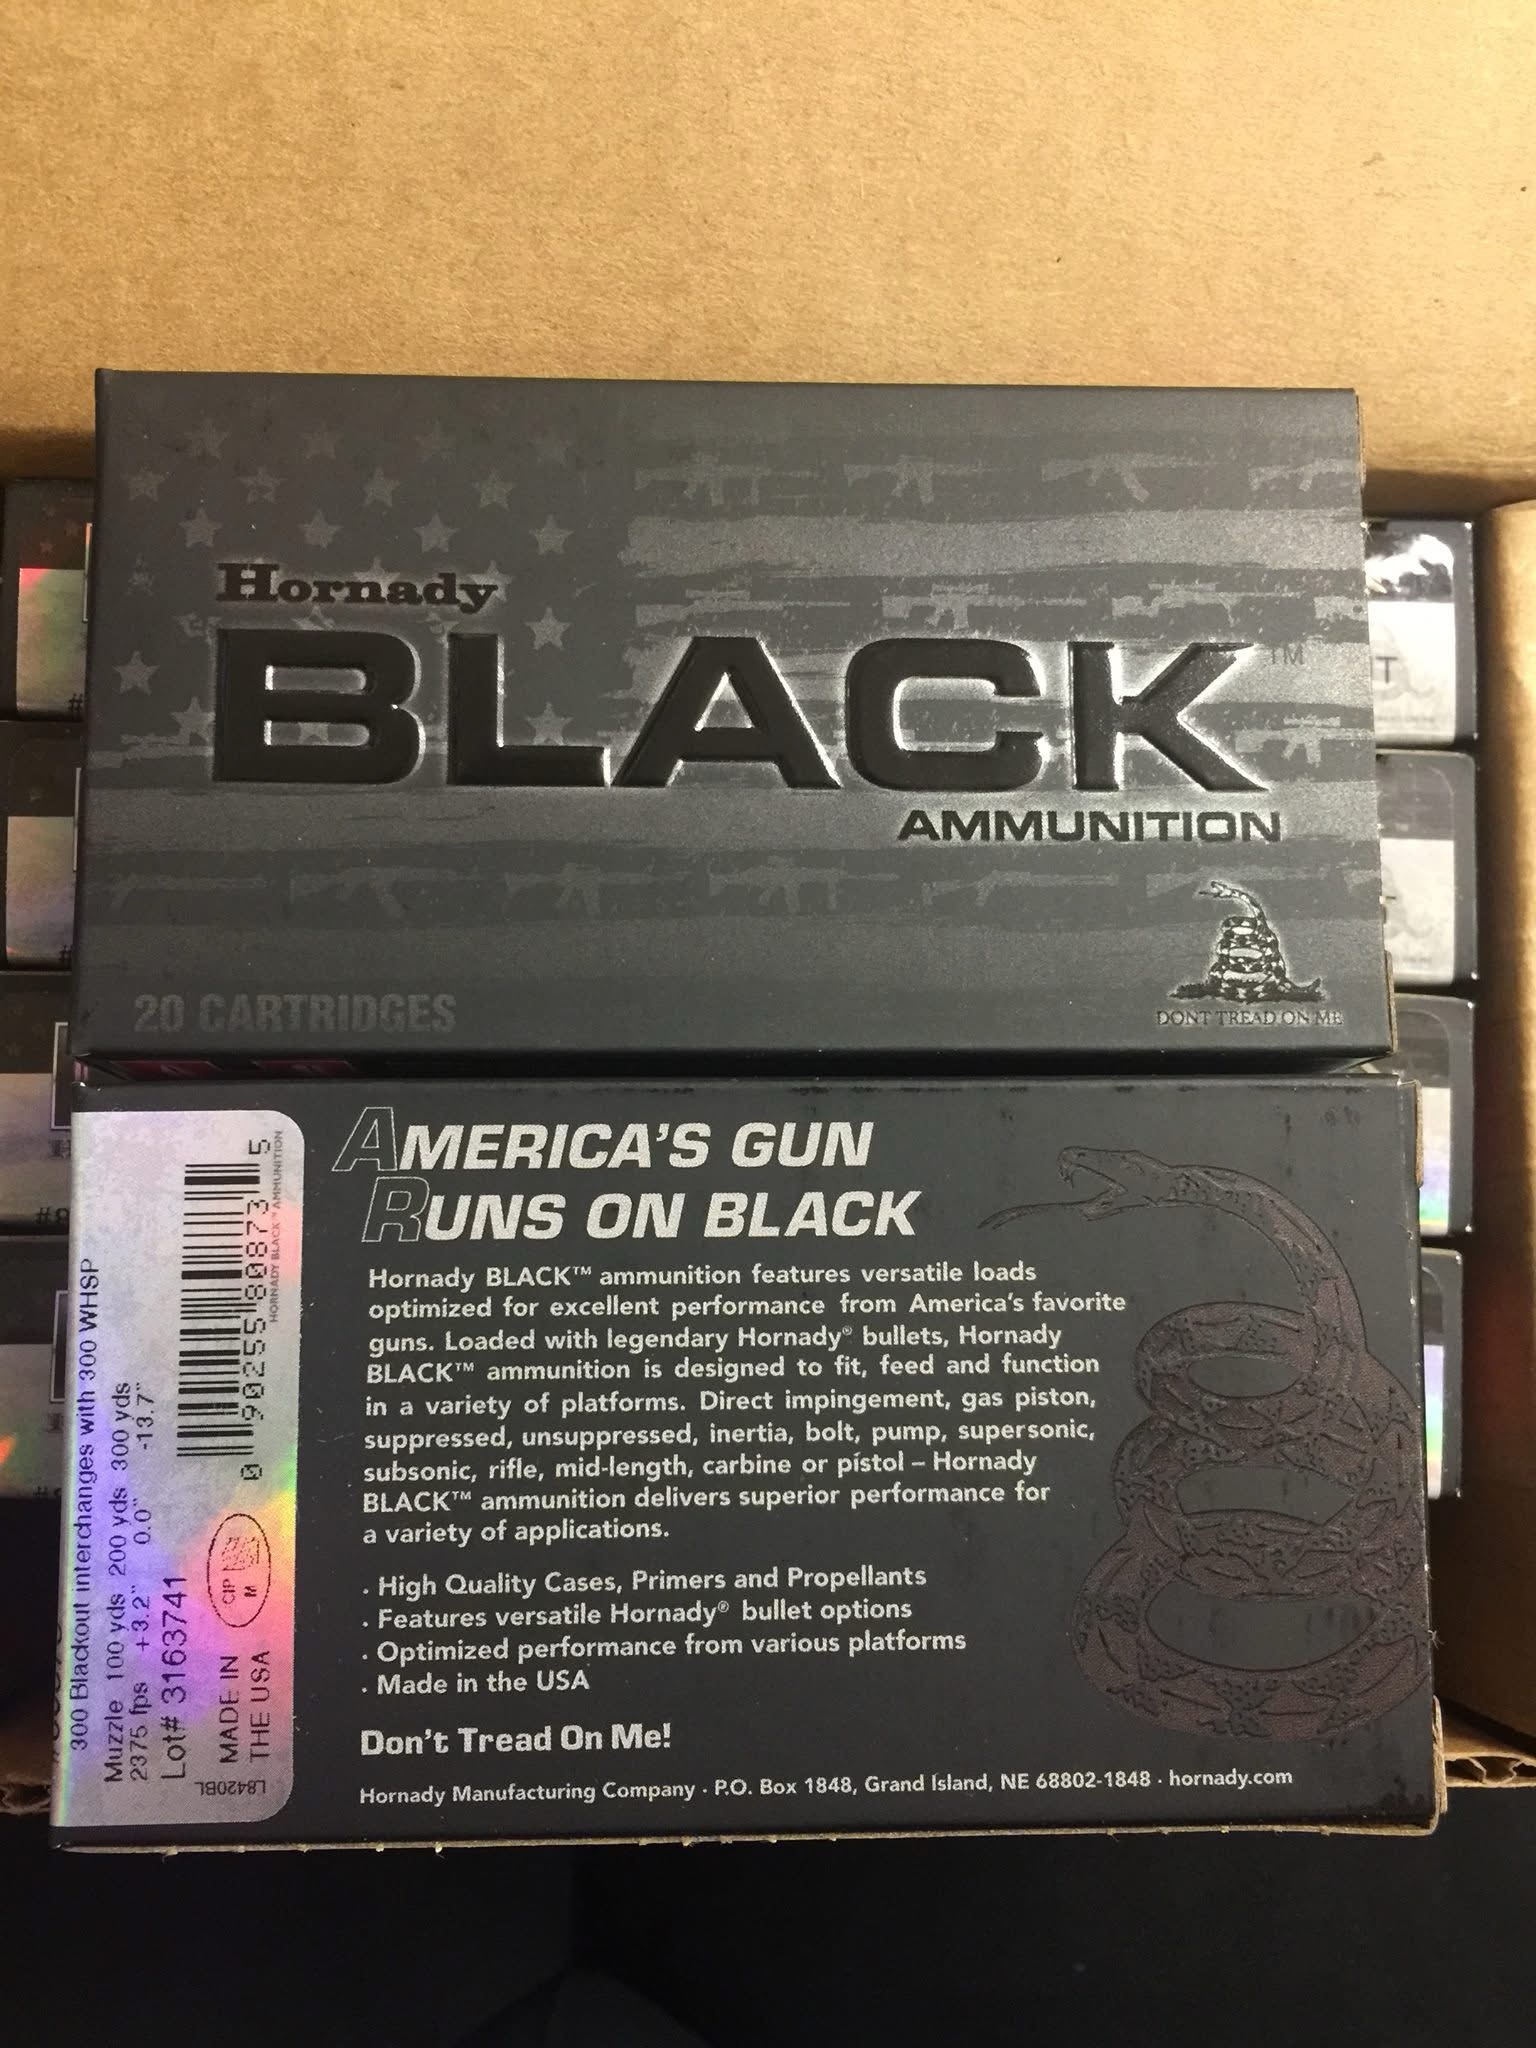 Hornady
BLACK™
AMMUNITION
20 CARTRIDGES
DONT TREAD ON ME
T
#
#8
AMERICA'S GUN
RUNS ON BLACK
Hornady BLACK™ ammunition features versatile loads
optimized for excellent performance from America's favorite
guns. Loaded with legendary Hornady® bullets, Hornady
BLACK™ ammunition is designed to fit, feed and function
in a variety of platforms. Direct impingement, gas piston,
suppressed, unsuppressed, inertia, bolt, pump, supersonic,
subsonic, rifle, mid-length, carbine or pistol – Hornady
BLACK™ ammunition delivers superior performance for
a variety of applications.
· High Quality Cases, Primers and Propellants
· Features versatile Hornady® bullet options
· Optimized performance from various platforms
· Made in the USA
Don't Tread On Me!
Hornady Manufacturing Company · P.O. Box 1848, Grand Island, NE 68802-1848 · hornady.com
300 Blackout interchanges with 300 WHSP
Muzzle 100 yds 200 yds 300 yds
2375 fps +3.2" 0.0" -13.7"
Lot# 3163741
0 90255 80873 5
HORNADY BLACK™ AMMUNITION
MADE IN
THE USA
CIP
M
L8420BL